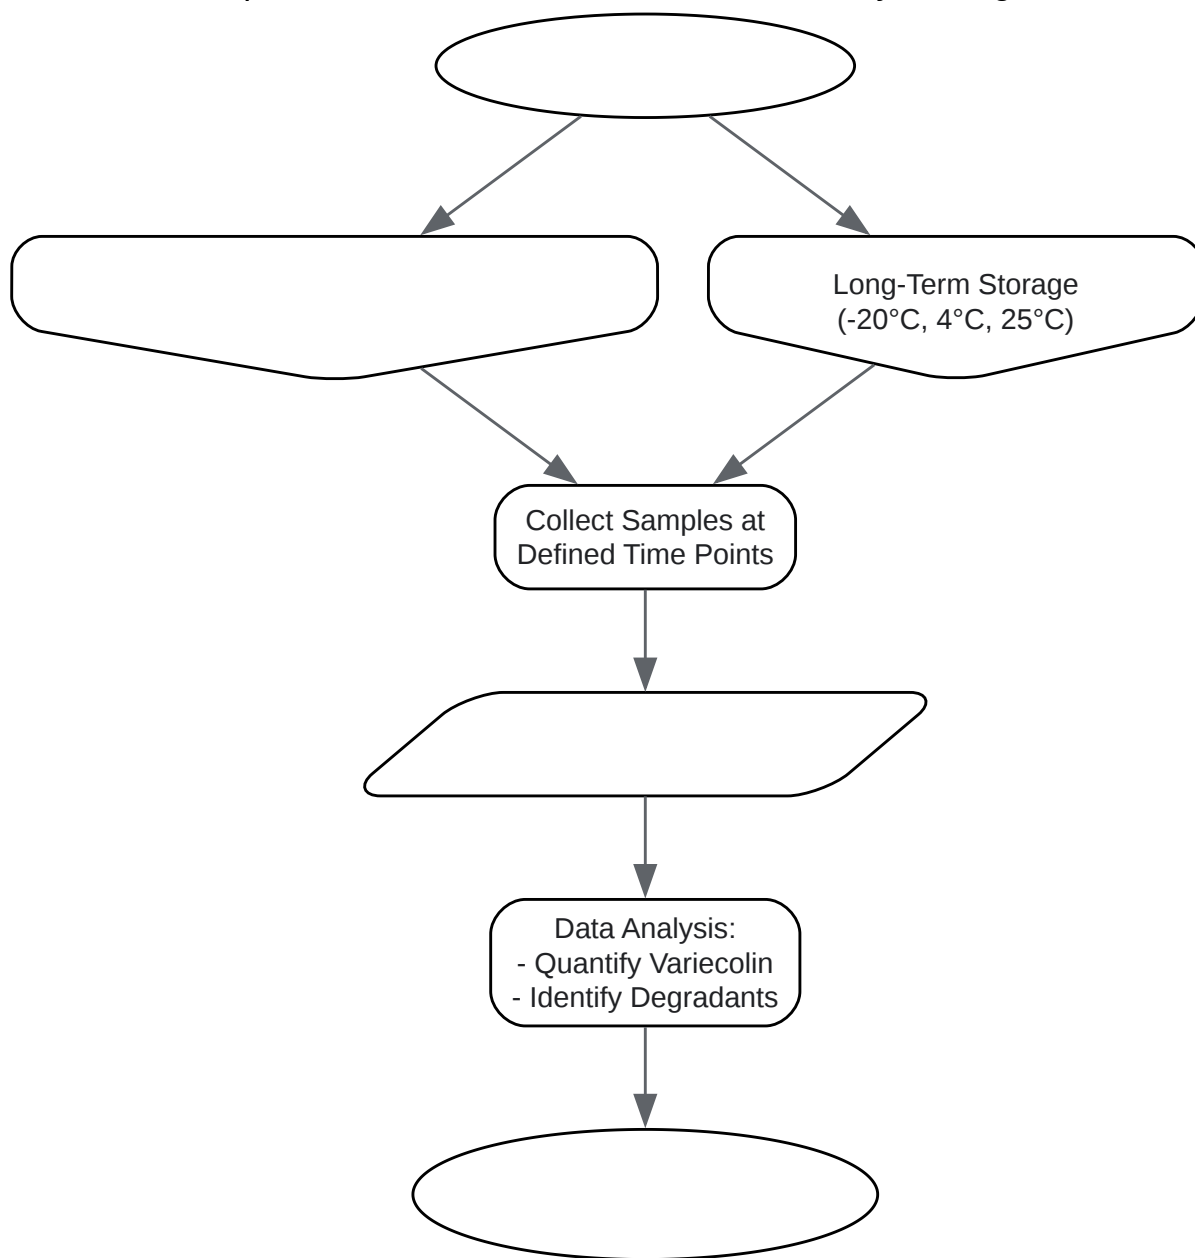 Long-Term Storage
(-20°C, 4°C, 25°C)
Collect Samples at
Defined Time Points
Data Analysis:
- Quantify Variecolin
- Identify Degradants